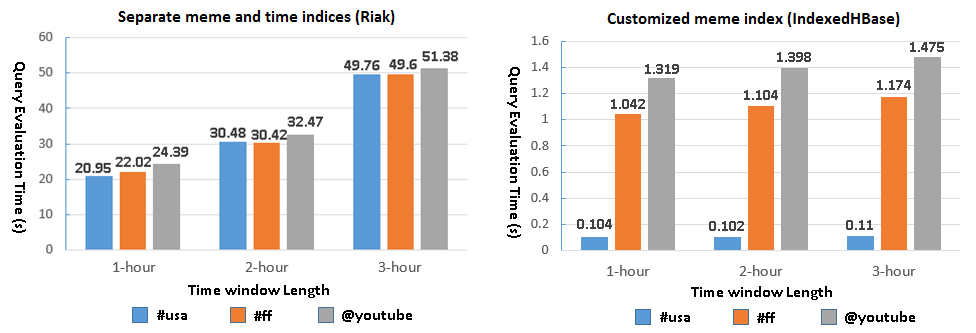 Separate meme and time indices (Riak)
Query Evaluation Time (s)
60
50
40
30
20
10
0
20.95
22.02
24.39
30.48
30.42
32.47
49.76
49.6
51.38
1-hour
2-hour
3-hour
Time window Length
#usa
#ff
@youtube
Customized meme index (IndexedHBase)
Query Evaluation Time (s)
1.6
1.4
1.2
1
0.8
0.6
0.4
0.2
0
0.104
1.042
1.319
0.102
1.104
1.398
0.11
1.174
1.475
1-hour
2-hour
3-hour
Time window Length
#usa
#ff
@youtube